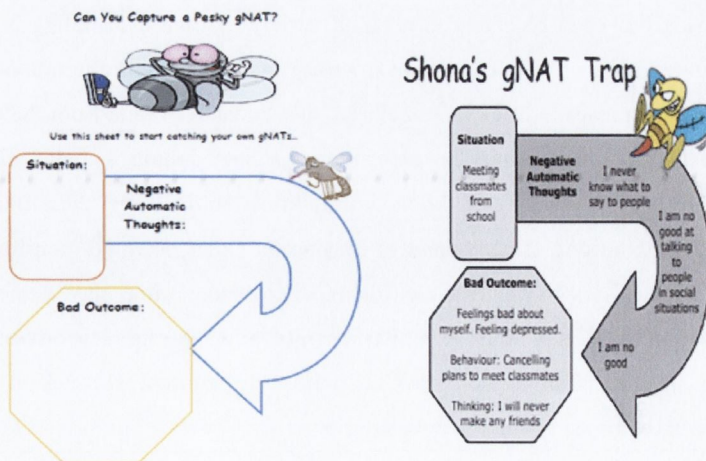 Can You Capture a Pesky gNAT?
Use this sheet to start catching your own gNATs...
Situation:
Negative
Automatic
Thoughts:
Bad Outcome:
Shona's gNAT Trap
Situation
Meeting
classmates
from
school
Negative
Automatic
Thoughts
I never
know what to
say to people
I am no
good at
talking
to
people
in social
situations
I am no
good
Bad Outcome:
Feelings bad about
myself. Feeling depressed.
Behaviour: Cancelling
plans to meet classmates
Thinking: I will never
make any friends